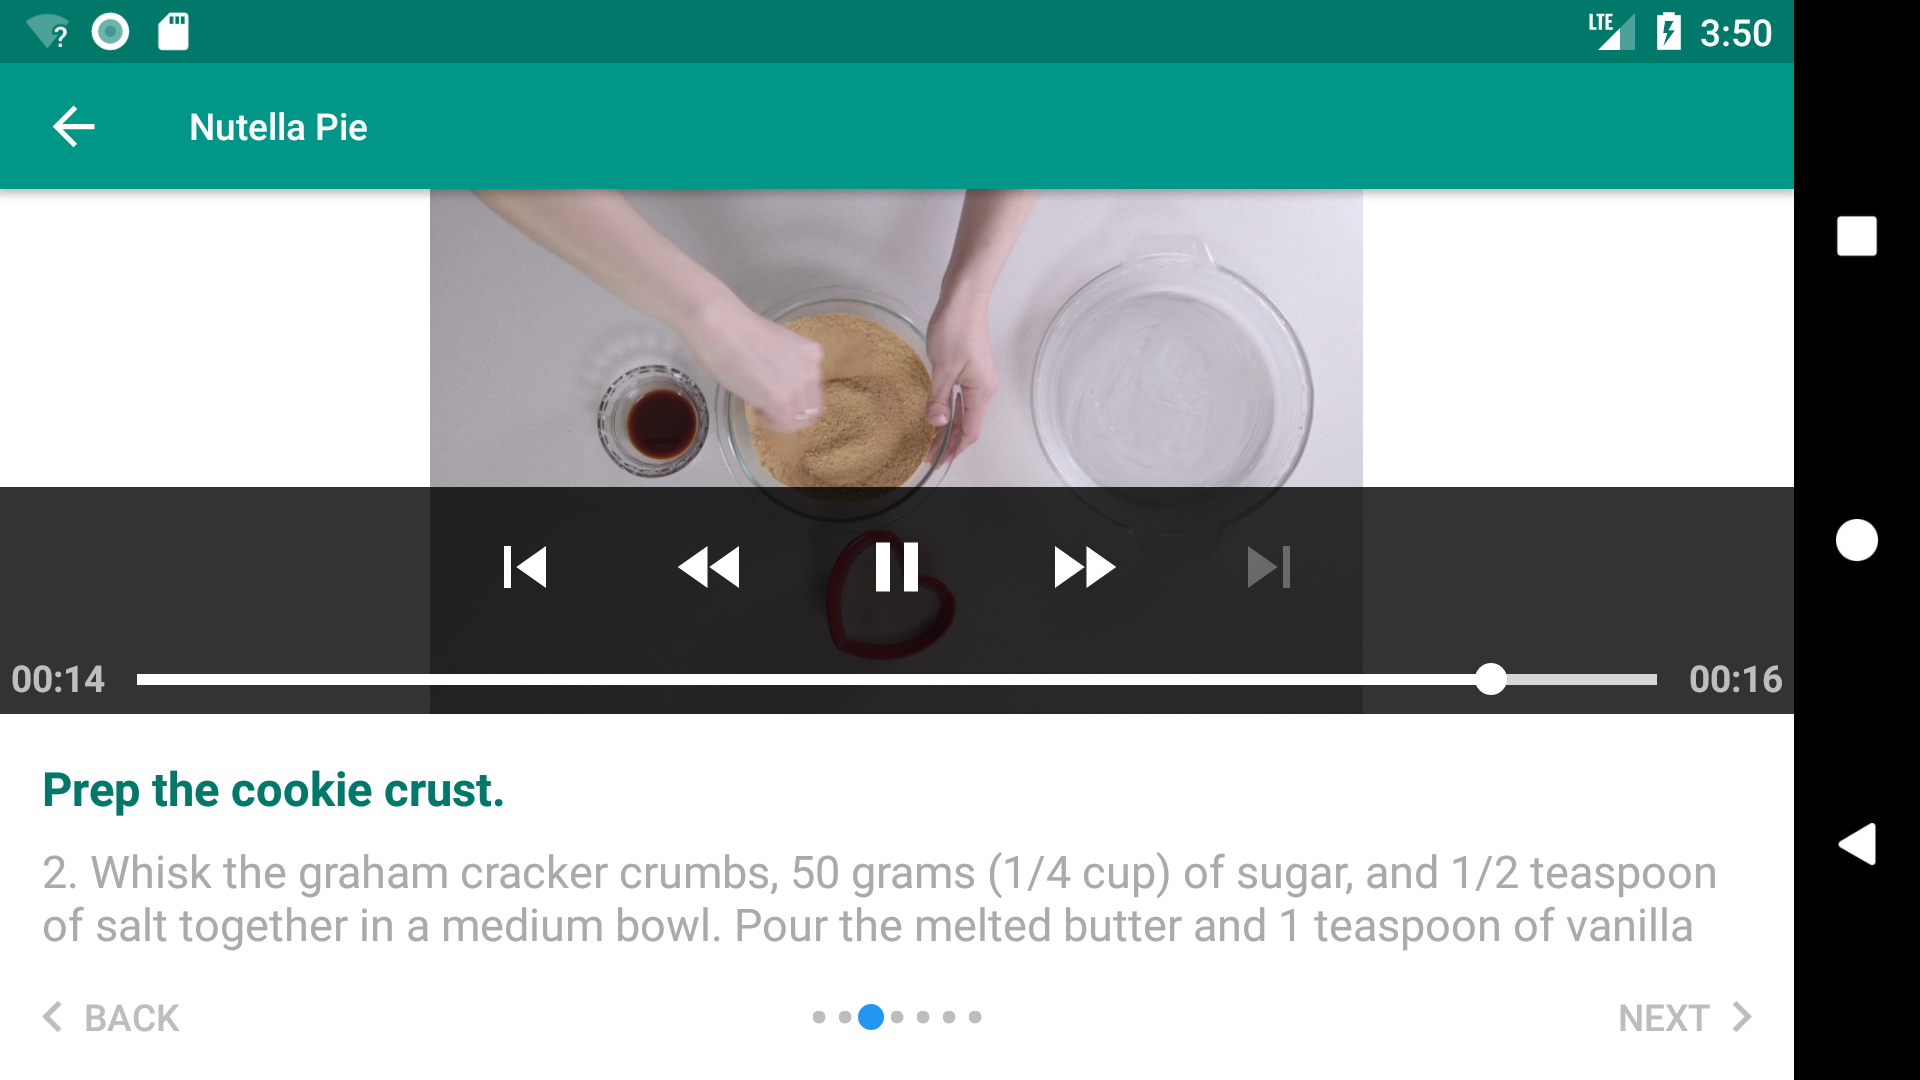 LTE 3:50
Nutella Pie
00:14 00:16
Prep the cookie crust.
2. Whisk the graham cracker crumbs, 50 grams (1/4 cup) of sugar, and 1/2 teaspoon
of salt together in a medium bowl. Pour the melted butter and 1 teaspoon of vanilla
BACK NEXT